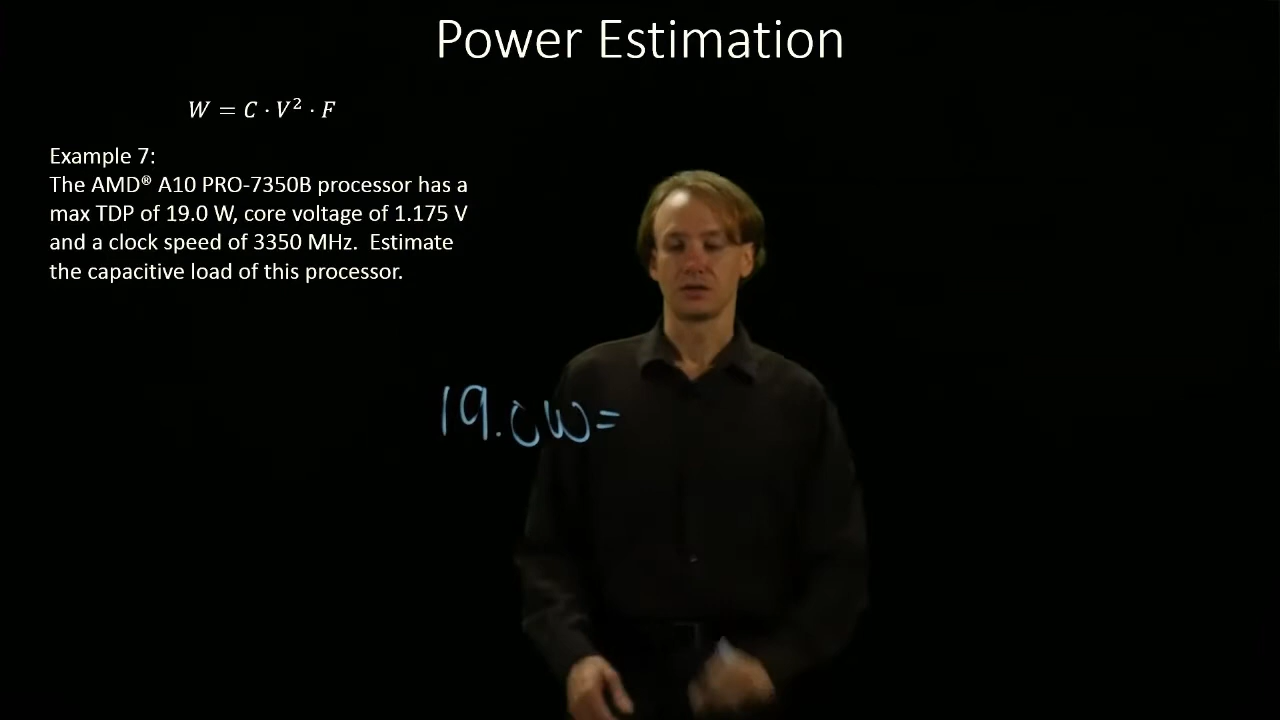 Power Estimation
W = C · V² · F
Example 7:
The AMD® A10 PRO-7350B processor has a
max TDP of 19.0 W, core voltage of 1.175 V
and a clock speed of 3350 MHz.  Estimate
the capacitive load of this processor.
19.0W=